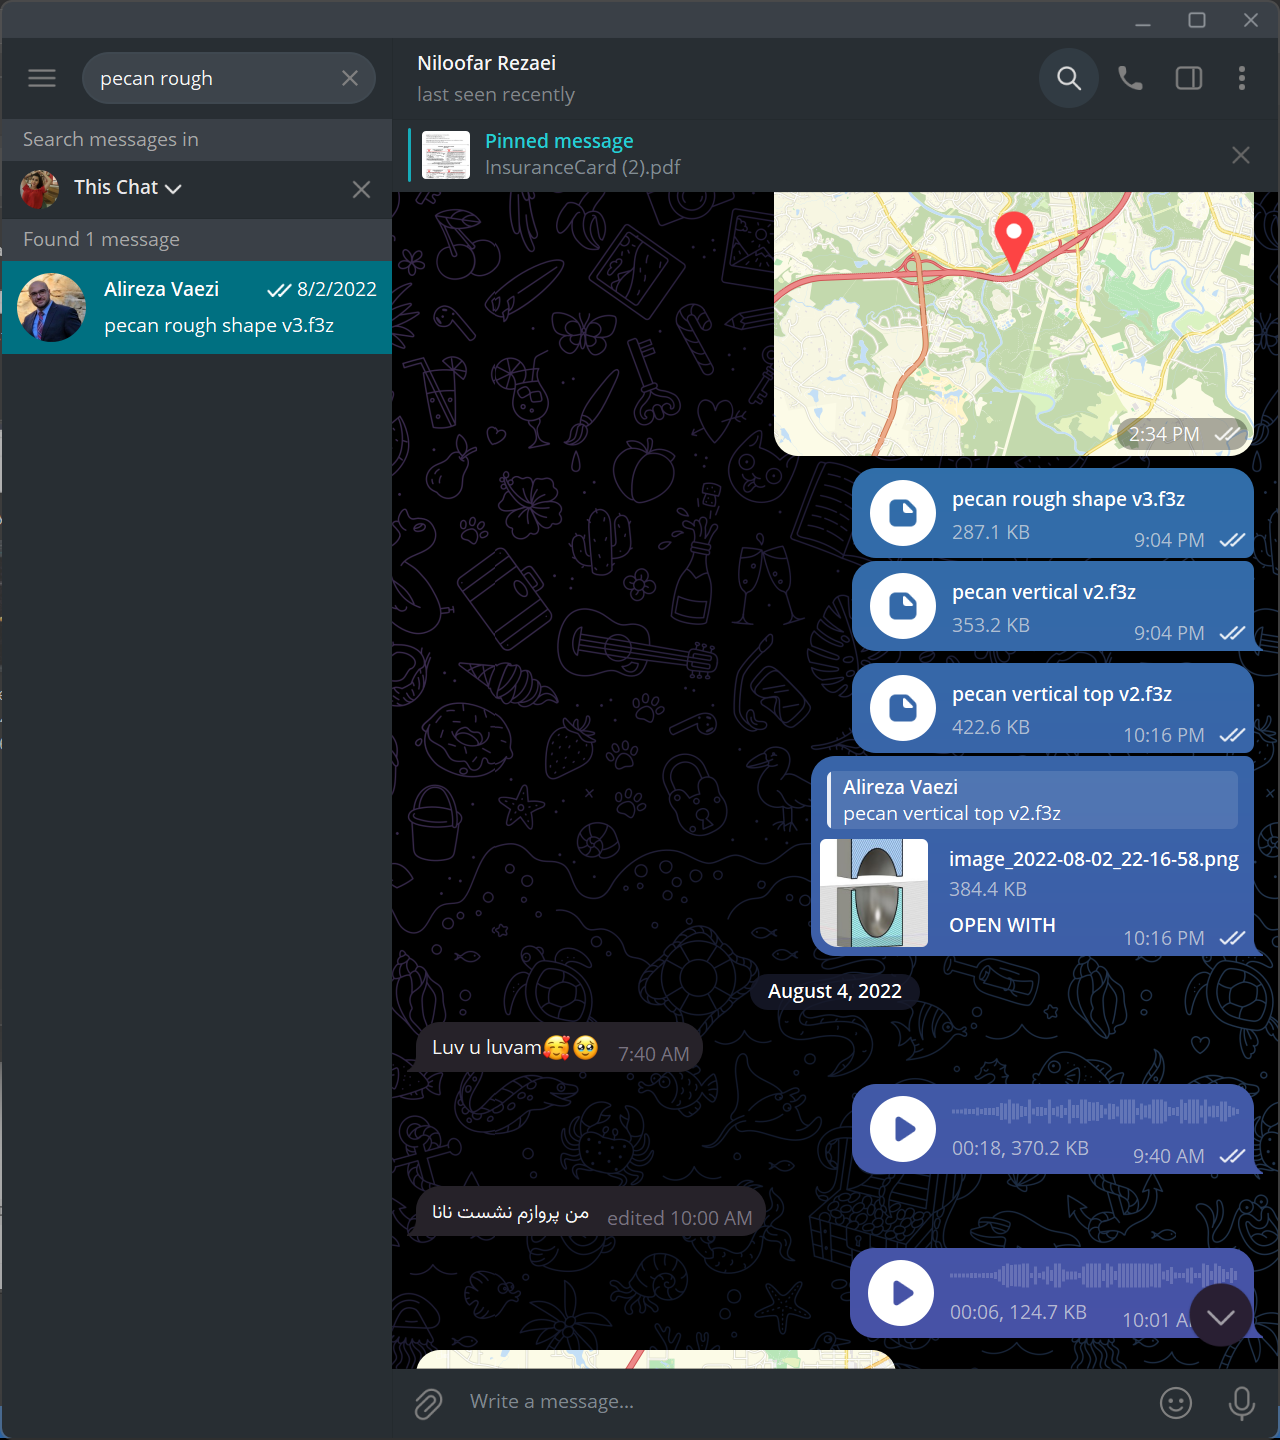 pecan rough
Search messages in
This Chat
Found 1 message
Alireza Vaezi 8/2/2022
pecan rough shape v3.f3z
Niloofar Rezaei
last seen recently
Pinned message
InsuranceCard (2).pdf
2:34 PM
pecan rough shape v3.f3z
287.1 KB
9:04 PM
pecan vertical v2.f3z
353.2 KB
9:04 PM
pecan vertical top v2.f3z
422.6 KB
10:16 PM
Alireza Vaezi
pecan vertical top v2.f3z
image_2022-08-02_22-16-58.png
384.4 KB
OPEN WITH
10:16 PM
August 4, 2022
Luv u luvam🥰🥹 7:40 AM
00:18, 370.2 KB
9:40 AM
من پروازم نشست نانا
edited 10:00 AM
00:06, 124.7 KB
10:01
Write a message...